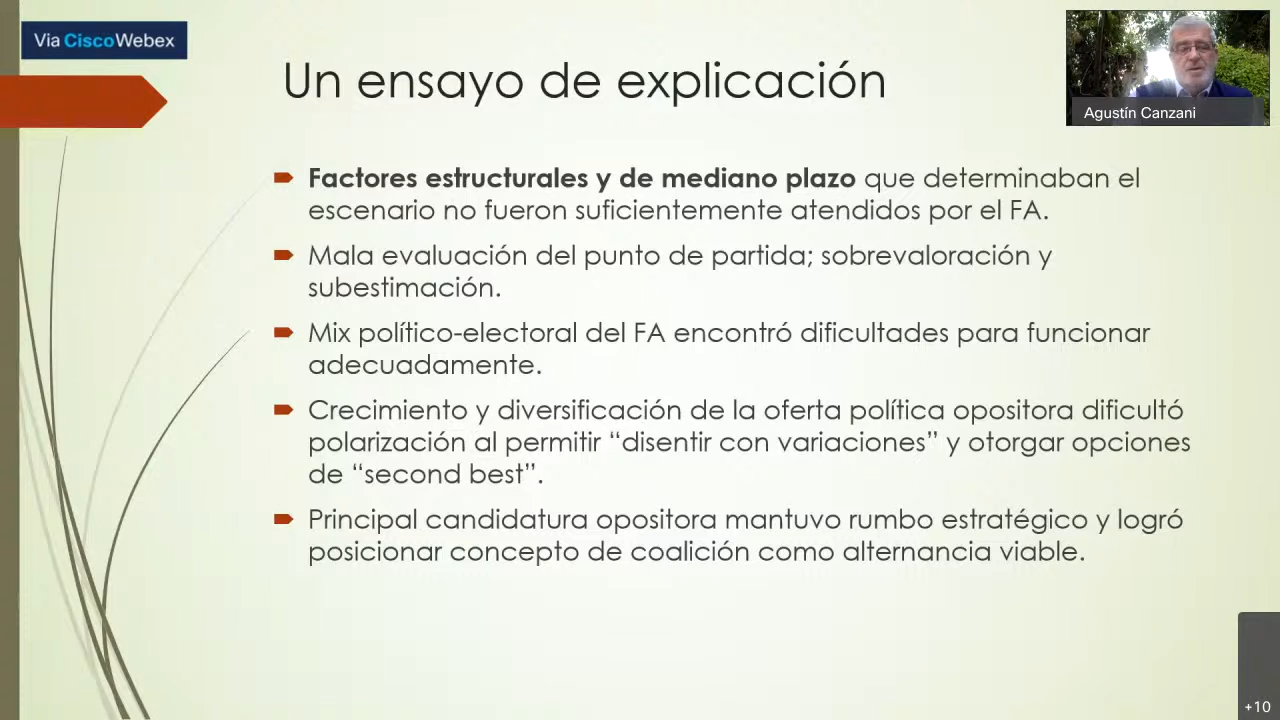 Via CiscoWebex
Un ensayo de explicación
Agustín Canzani
Factores estructurales y de mediano plazo que determinaban el
escenario no fueron suficientemente atendidos por el FA.
Mala evaluación del punto de partida; sobrevaloración y
subestimación.
Mix político-electoral del FA encontró dificultades para funcionar
adecuadamente.
Crecimiento y diversificación de la oferta política opositora dificultó
polarización al permitir “disentir con variaciones” y otorgar opciones
de “second best”.
Principal candidatura opositora mantuvo rumbo estratégico y logró
posicionar concepto de coalición como alternancia viable.
+10